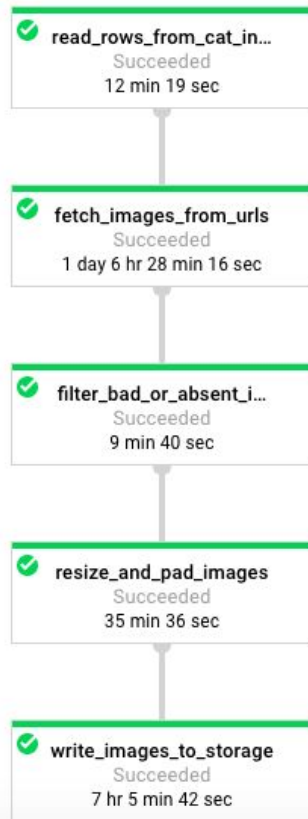 read_rows_from_cat_in...
Succeeded
12 min 19 sec
fetch_images_from_urls
Succeeded
1 day 6 hr 28 min 16 sec
filter_bad_or_absent_i...
Succeeded
9 min 40 sec
resize_and_pad_images
Succeeded
35 min 36 sec
write_images_to_storage
Succeeded
7 hr 5 min 42 sec